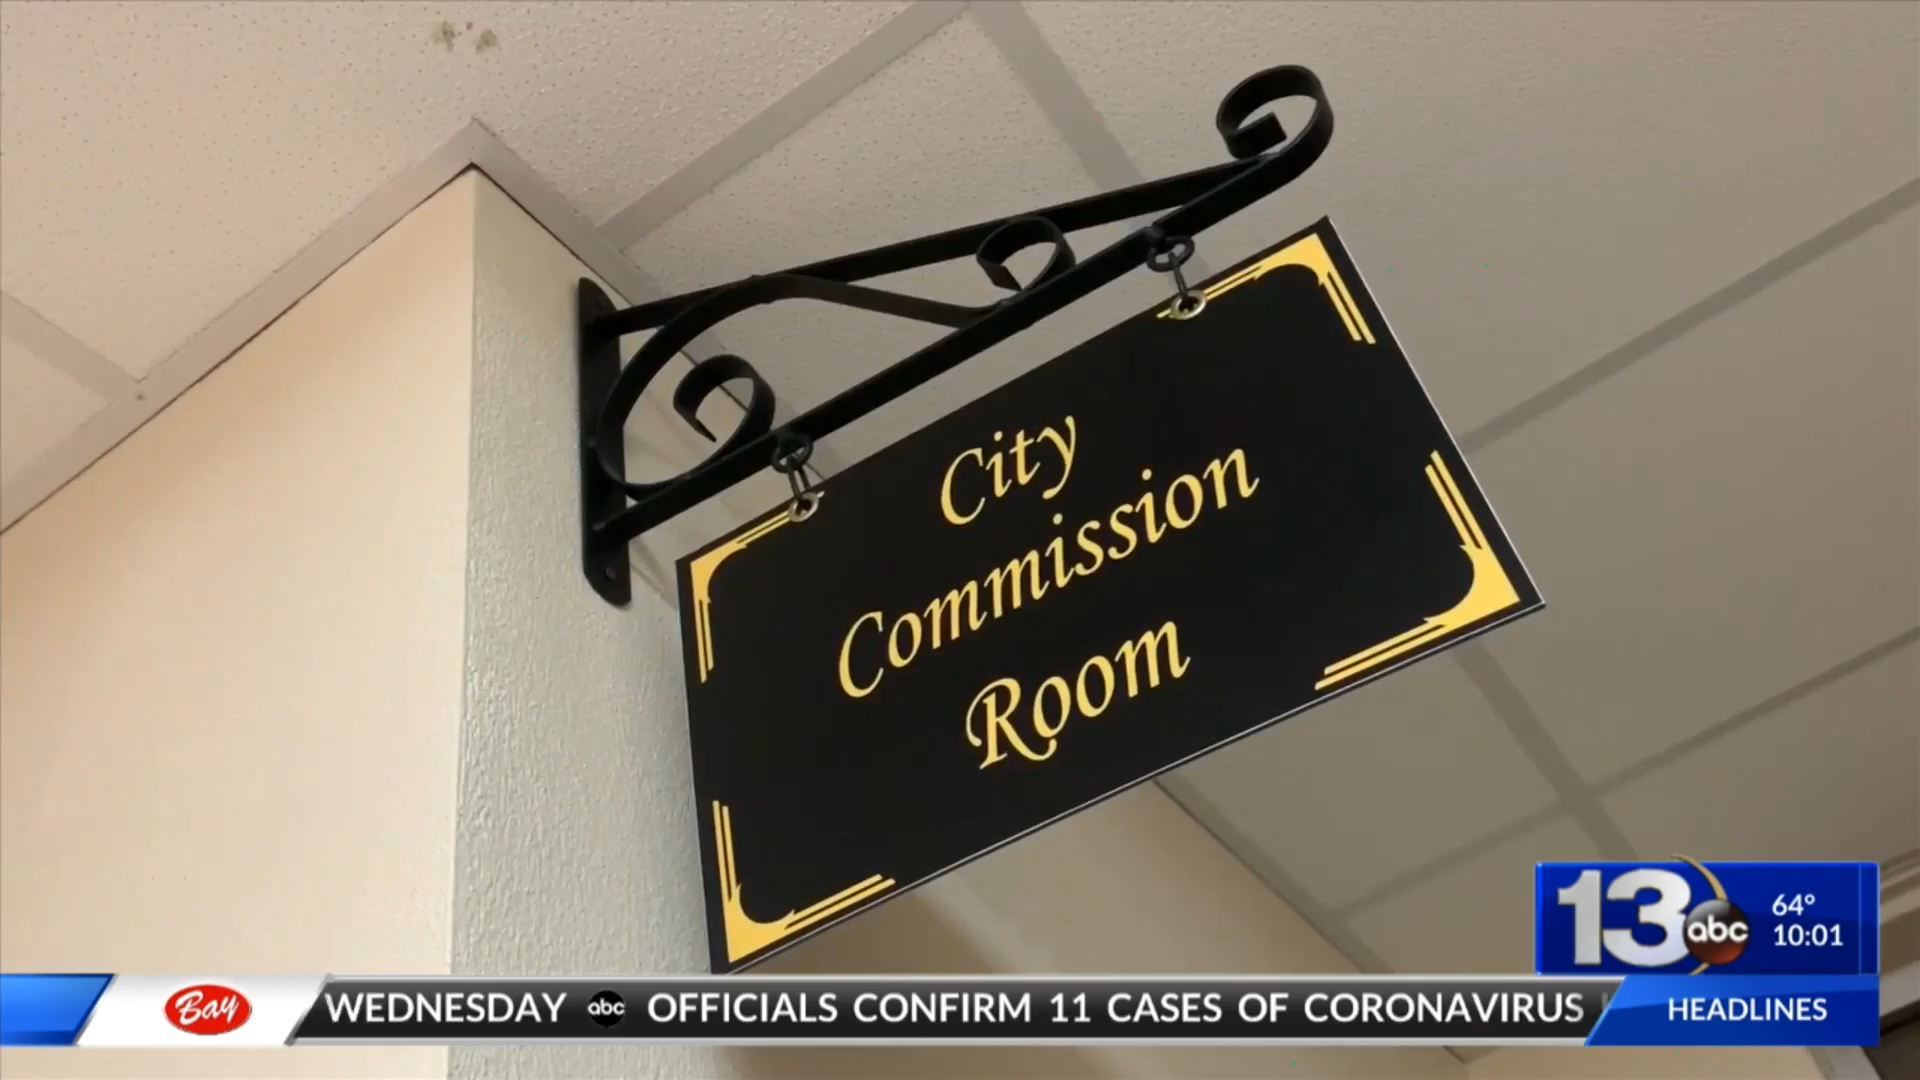 City
Commission
Room
13 abc
64°
10:01
Bay
WEDNESDAY abc OFFICIALS CONFIRM 11 CASES OF CORONAVIRUS
HEADLINES